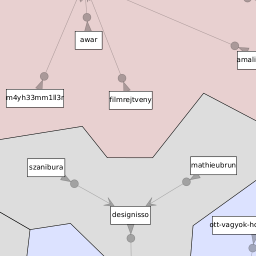 awar
amali
m4yh33mm1ll3r
filmrejtveny
szanibura
mathieubrun
designisso
ott-vagyok-ho